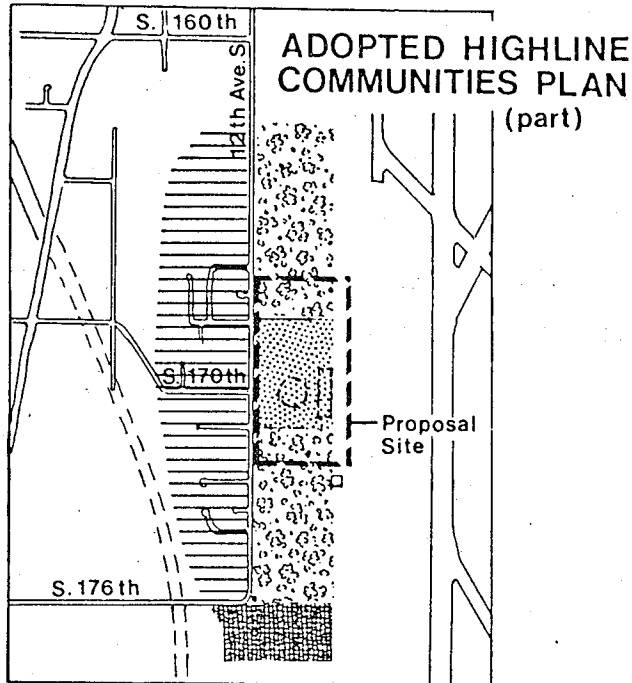 S. 160th
ADOPTED HIGHLINE
COMMUNITIES PLAN
(part)
12th Ave. S
S. 170th
Proposal
Site
S. 176th